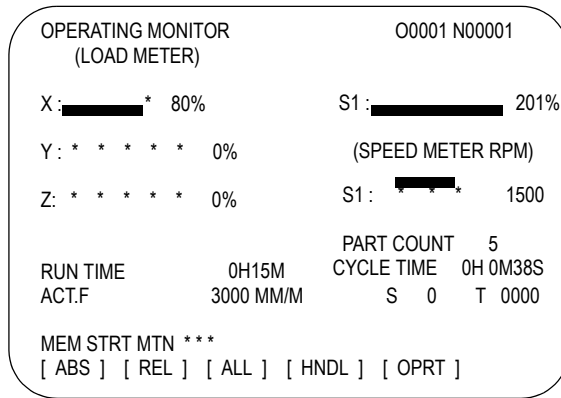 OPERATING MONITOR O0001 N00001
(LOAD METER)
X : * 80% S1 : 201%
Y : * * * * * 0% (SPEED METER RPM)
Z: * * * * * 0% S1 : * * * 1500
PART COUNT 5
RUN TIME 0H15M CYCLE TIME 0H 0M38S
ACT.F 3000 MM/M S 0 T 0000
MEM STRT MTN * * *
[ ABS ] [ REL ] [ ALL ] [ HNDL ] [ OPRT ]